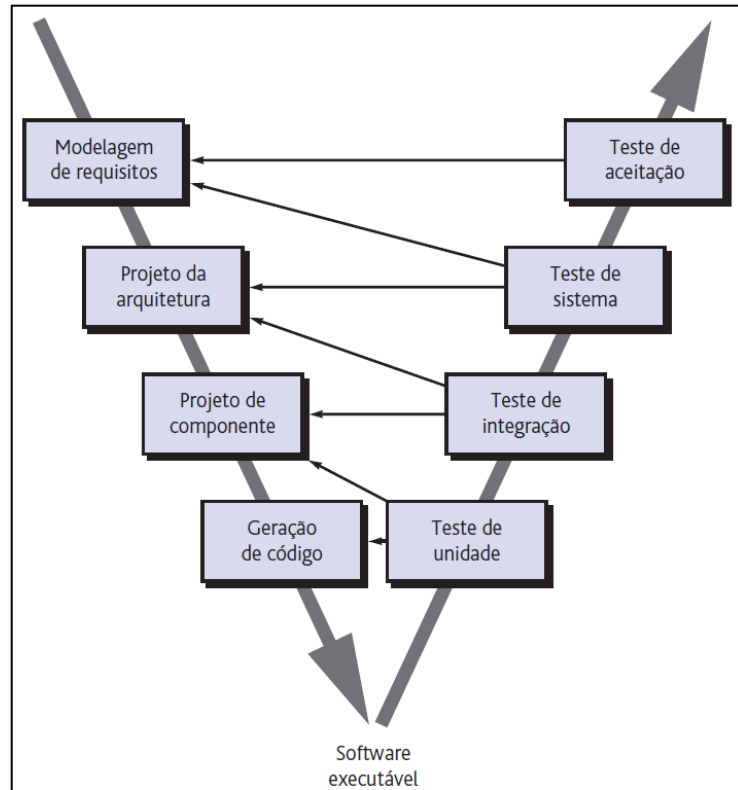 Modelagem
de requisitos
Teste de
aceitação
Projeto da
arquitetura
Teste de
sistema
Projeto de
componente
Teste de
integração
Geração
de código
Teste de
unidade
Software
executável